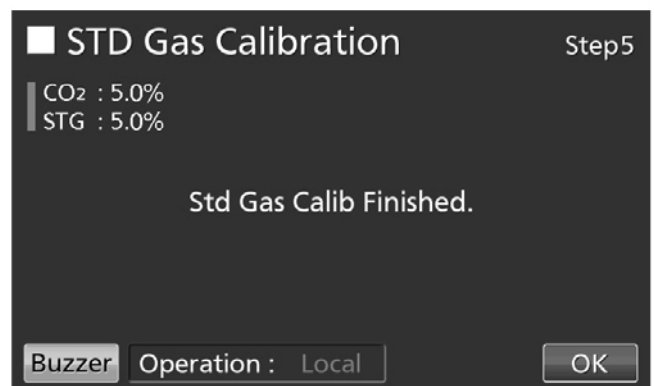 STD Gas Calibration Step5
CO2 : 5.0%
STG : 5.0%
Std Gas Calib Finished.
Buzzer Operation : Local OK